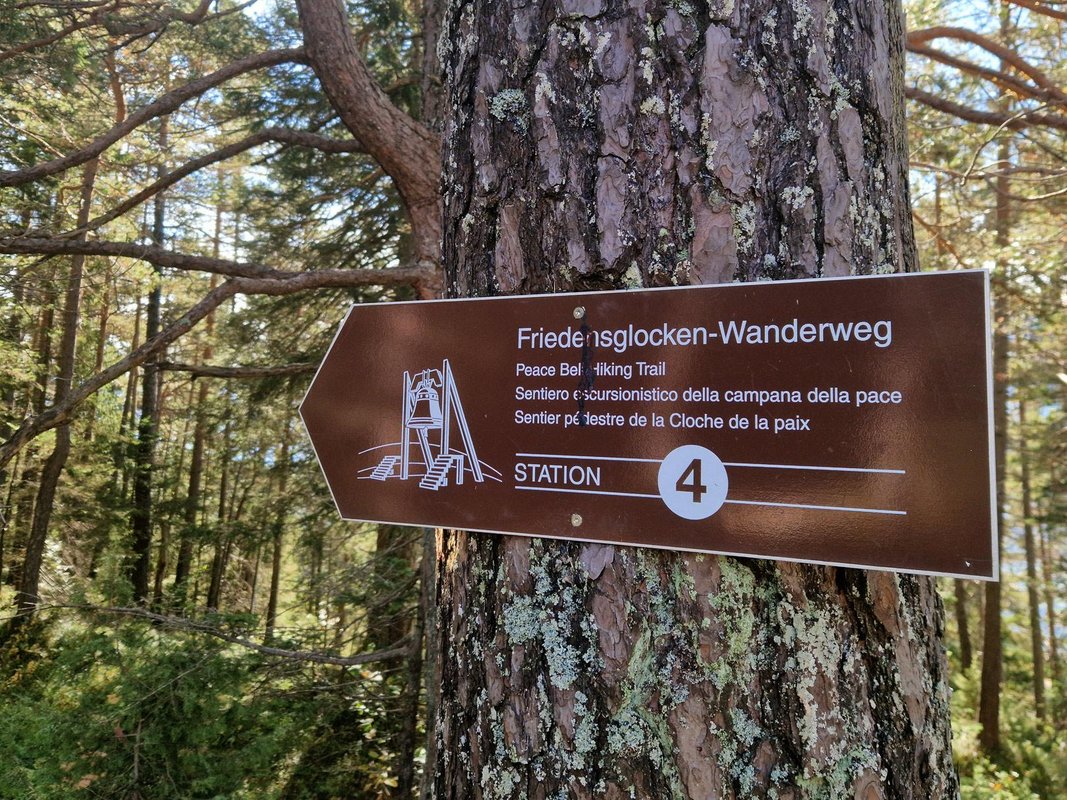 Friedensglocken-Wanderweg
Peace Bell Hiking Trail
Sentiero escursionistico della campana della pace
Sentier pédestre de la Cloche de la paix
STATION 4